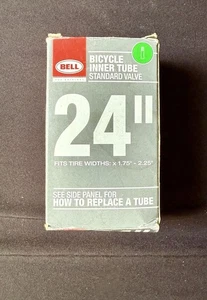 BELL
BICYCLE
INNER TUBE
STANDARD VALVE
24"
FITS TIRE WIDTHS: x 1.75" - 2.25"
SEE SIDE PANEL FOR
HOW TO REPLACE A TUBE